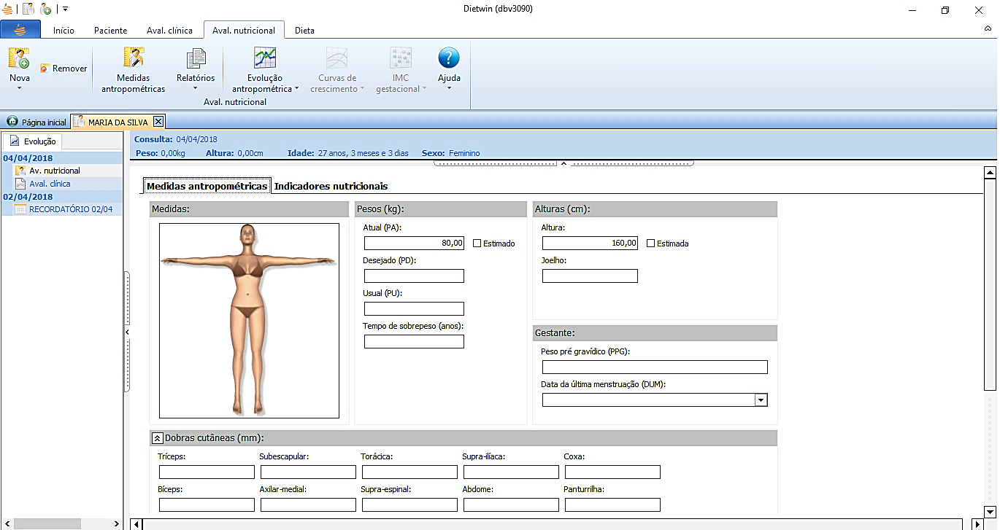 Dietwin (dbv3090)
Início Paciente Aval. clínica Aval. nutricional Dieta
Nova
Remover
Medidas
antropométricas
Relatórios
Evolução
antropométrica
Curvas de
crescimento
IMC
gestacional
Ajuda
Aval. nutricional
Página inicial MARIA DA SILVA
Evolução
04/04/2018
Av. nutricional
Aval. clínica
02/04/2018
RECORDATÓRIO 02/04
Consulta: 04/04/2018
Peso: 0,00kg Altura: 0,00cm Idade: 27 anos, 3 meses e 3 dias Sexo: Feminino
Medidas antropométricas Indicadores nutricionais
Medidas:
Pesos (kg):
Atual (PA):
80,00 Estimado
Desejado (PD):
Usual (PU):
Tempo de sobrepeso (anos):
Alturas (cm):
Altura:
160,00 Estimada
Joelho:
Gestante:
Peso pré gravídico (PPG):
Data da última menstruação (DUM):
Dobras cutâneas (mm):
Tríceps: Subescapular: Torácica: Supra-ilíaca: Coxa:
Bíceps: Axilar-medial: Supra-espinal: Abdome: Panturrilha: